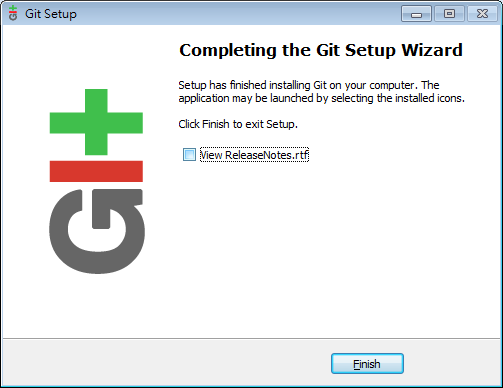 Git Setup
Completing the Git Setup Wizard
Setup has finished installing Git on your computer. The
application may be launched by selecting the installed icons.
Click Finish to exit Setup.
View ReleaseNotes.rtf
Git
Finish